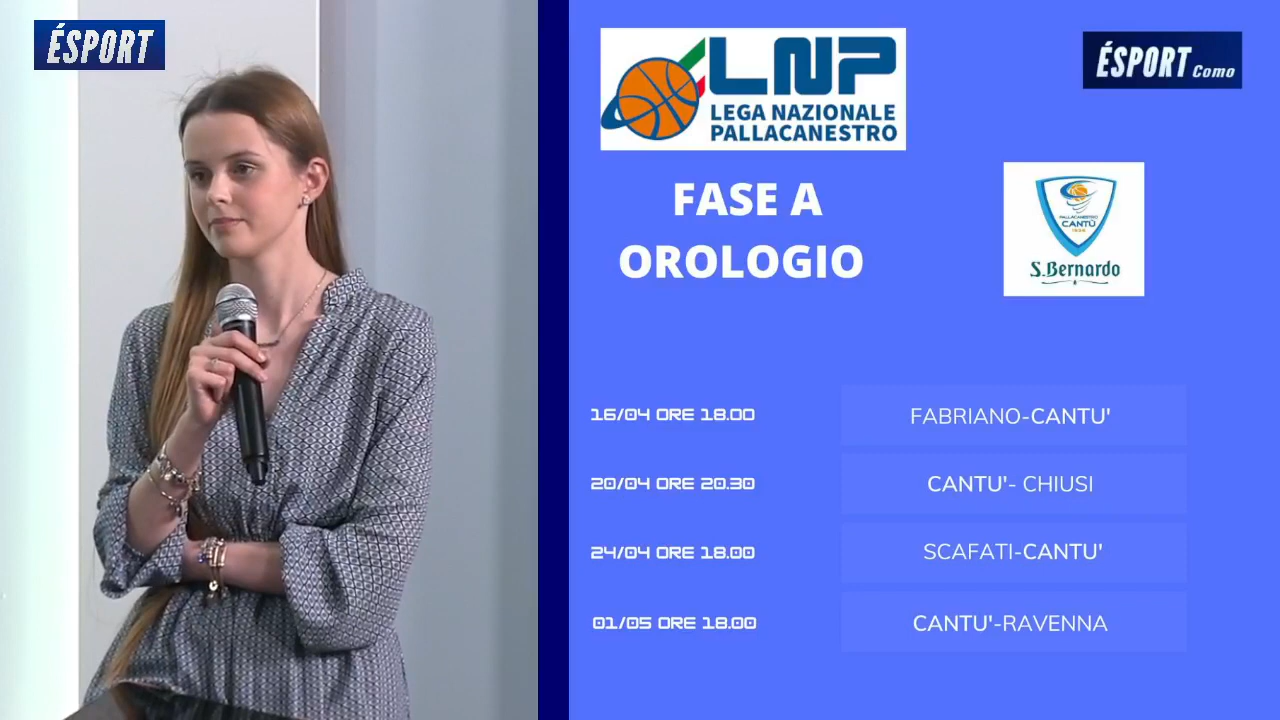 ÉSPORT
LNP
LEGA NAZIONALE
PALLACANESTRO
ÉSPORT Como
FASE A
OROLOGIO
PALLACANESTRO
CANTÙ
1936
S.Bernardo
16/04 ORE 18.00
FABRIANO-CANTU'
20/04 ORE 20.30
CANTU'- CHIUSI
24/04 ORE 18.00
SCAFATI-CANTU'
01/05 ORE 18.00
CANTU'-RAVENNA